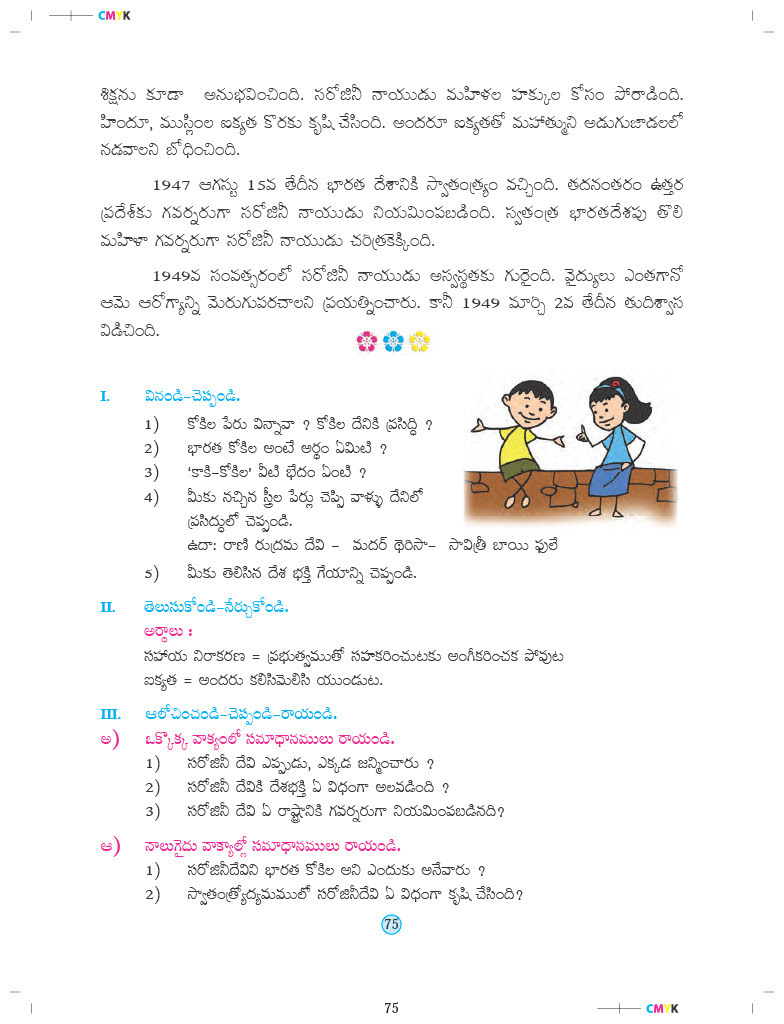 CMYK
శిక్షను కూడా అనుభవించింది. సరోజినీ నాయుడు మహిళల హక్కుల కోసం పోరాడింది.
హిందూ, ముస్లింల ఐక్యత కొరకు కృషి చేసింది. అందరూ ఐక్యతతో మహాత్ముని అడుగుజాడలలో
నడవాలని బోధించింది.
1947 ఆగస్టు 15వ తేదీన భారత దేశానికి స్వాతంత్ర్యం వచ్చింది. తదనంతరం ఉత్తర
ప్రదేశ్‌కు గవర్నరుగా సరోజినీ నాయుడు నియమింపబడింది. స్వతంత్ర భారతదేశపు తొలి
మహిళా గవర్నరుగా సరోజినీ నాయుడు చరిత్రకెక్కింది.
1949వ సంవత్సరంలో సరోజినీ నాయుడు అస్వస్థతకు గురైంది. వైద్యులు ఎంతగానో
ఆమె ఆరోగ్యాన్ని మెరుగుపరచాలని ప్రయత్నించారు. కానీ 1949 మార్చి 2వ తేదీన తుదిశ్వాస
విడిచింది.
I. వినండి-చెప్పండి.
1) కోకిల పేరు విన్నావా ? కోకిల దేనికి ప్రసిద్ధి ?
2) భారత కోకిల అంటే అర్థం ఏమిటి ?
3) ‘కాకి-కోకిల’ వీటి భేదం ఏంటి ?
4) మీకు నచ్చిన స్త్రీల పేర్లు చెప్పి వాళ్ళు దేనిలో
ప్రసిద్ధులో చెప్పండి.
ఉదా: రాణి రుద్రమ దేవి - మదర్ థెరిసా- సావిత్రీ బాయి ఫులే
5) మీకు తెలిసిన దేశ భక్తి గేయాన్ని చెప్పండి.
II. తెలుసుకోండి-నేర్చుకోండి.
అర్థాలు :
సహాయ నిరాకరణ = ప్రభుత్వముతో సహకరించుటకు అంగీకరించక పోవుట
ఐక్యత = అందరు కలిసిమెలిసి యుండుట.
III. ఆలోచించండి-చెప్పండి-రాయండి.
అ) ఒక్కొక్క వాక్యంలో సమాధానములు రాయండి.
1) సరోజినీ దేవి ఎప్పుడు, ఎక్కడ జన్మించారు ?
2) సరోజినీ దేవికి దేశభక్తి ఏ విధంగా అలవడింది ?
3) సరోజినీ దేవి ఏ రాష్ట్రానికి గవర్నరుగా నియమింపబడినది?
ఆ) నాలుగైదు వాక్యాల్లో సమాధానములు రాయండి.
1) సరోజినీదేవిని భారత కోకిల అని ఎందుకు అనేవారు ?
2) స్వాతంత్ర్యోద్యమములో సరోజినీదేవి ఏ విధంగా కృషి చేసింది?
75
75
CMYK